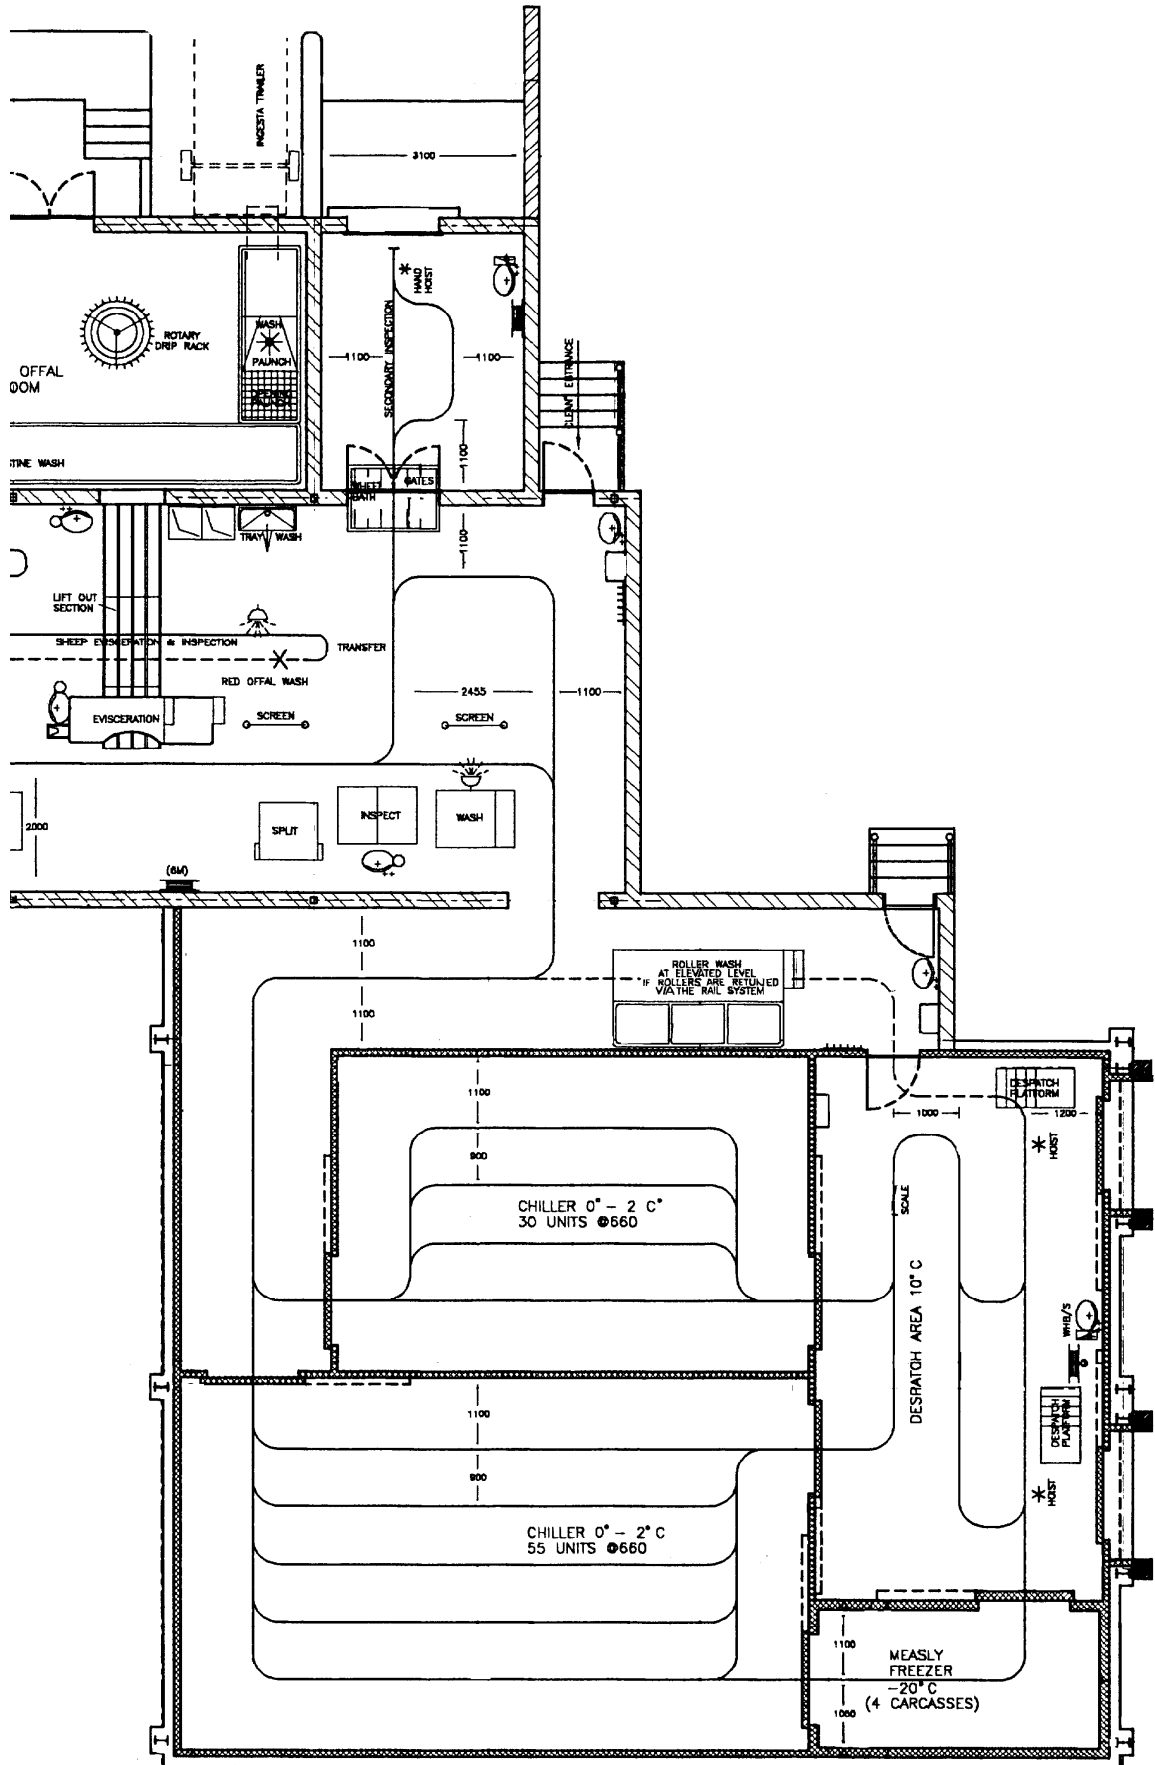 INGESTA TRAILER
3100
HAND
HOIST
SECONDARY INSPECTION
ROTARY
DRIP RACK
WASH
PAUNCH
OFFAL
OOM
1100
1100
CLEAN ENTRANCE
1100
STINE WASH
WHEEL
BATH
GATES
TRAY WASH
1100
LIFT OUT
SECTION
SHEEP EVISCERATION & INSPECTION
TRANSFER
RED OFFAL WASH
2455
1100
EVISCERATION
SCREEN
SCREEN
2000
SPLIT
INSPECT
WASH
(6M)
1100
ROLLER WASH
AT ELEVATED LEVEL
IF ROLLERS ARE RETUNED
VIA THE RAIL SYSTEM
1100
1100
DESPATCH
PLATFORM
1000
1200
HOIST
900
CHILLER 0° - 2 C°
30 UNITS @660
SCALE
DESPATCH AREA 10° C
WHB/S
1100
DESPATCH
PLATFORM
900
HOIST
CHILLER 0° - 2° C
55 UNITS @660
1100
MEASLY
FREEZER
-20° C
(4 CARCASSES)
1050